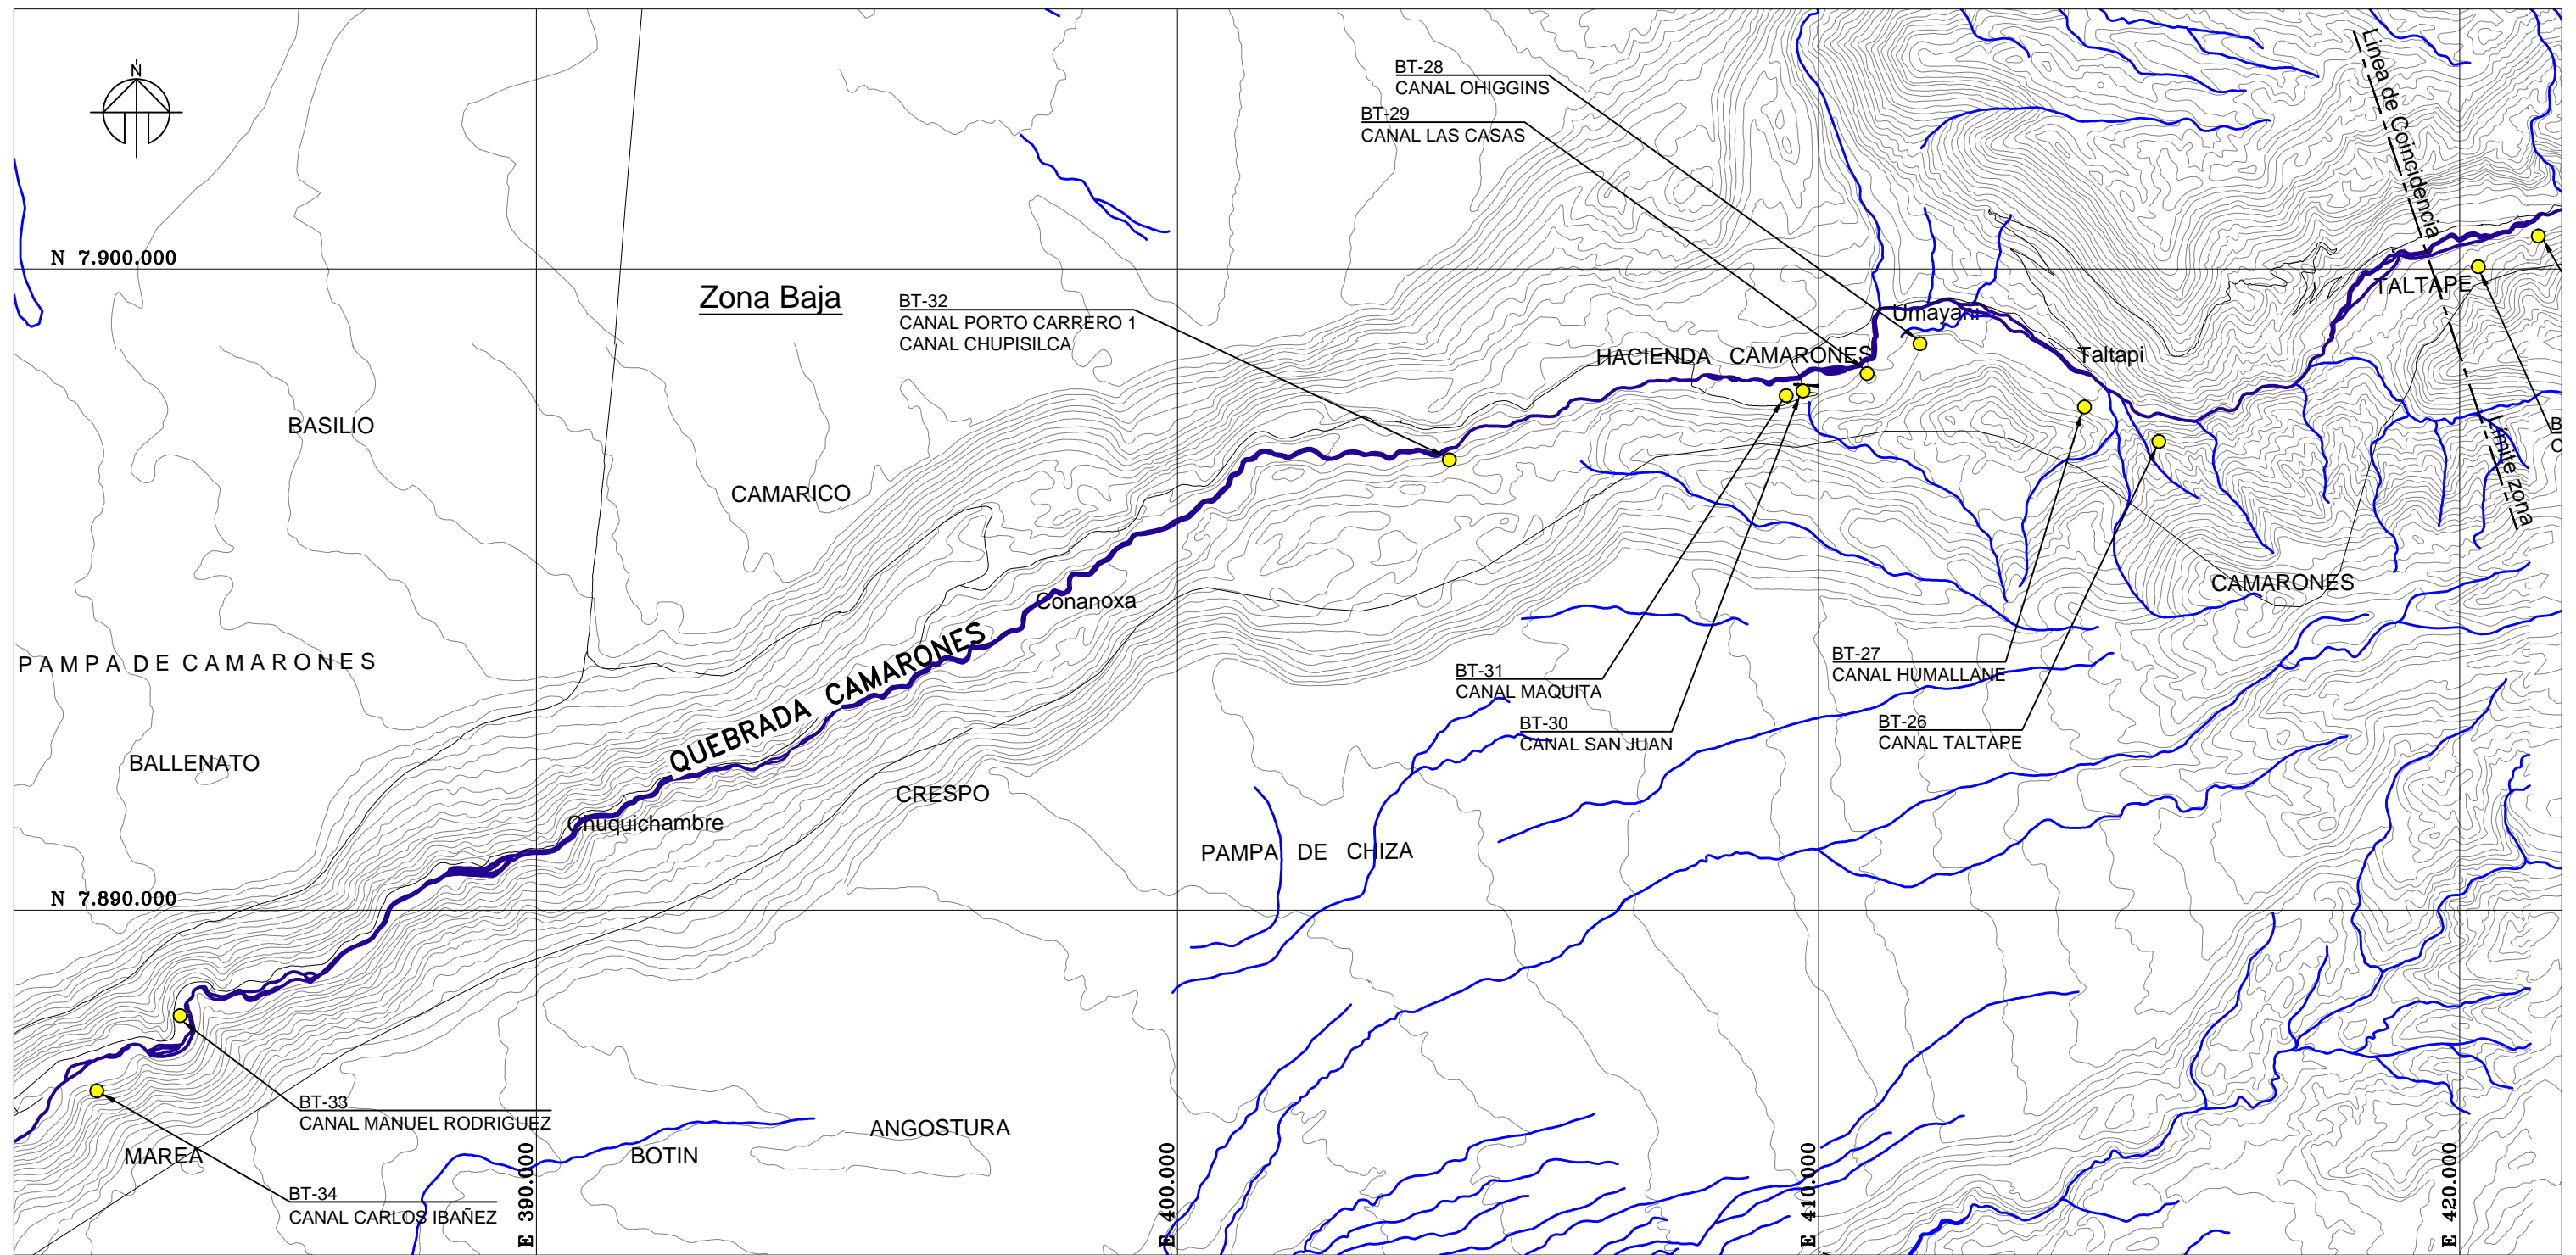 N
BT-28
CANAL OHIGGINS
BT-29
CANAL LAS CASAS
Linea de Coincidencia
N 7.900.000
Zona Baja
BT-32
CANAL PORTO CARRERO 1
CANAL CHUPISILCA
TALTAPE
Umayani
HACIENDA CAMARONES
Taltapi
BASILIO
CAMARICO
Límite zona
B
C
CAMARONES
Conanoxa
QUEBRADA CAMARONES
PAMPA DE CAMARONES
BT-31
CANAL MAQUITA
BT-27
CANAL HUMALLANE
BT-30
CANAL SAN JUAN
BT-26
CANAL TALTAPE
BALLENATO
CRESPO
Chuquichambre
PAMPA DE CHIZA
N 7.890.000
BT-33
CANAL MANUEL RODRIGUEZ
ANGOSTURA
MAREA
BOTIN
BT-34
CANAL CARLOS IBAÑEZ
E 390.000
E 400.000
E 410.000
E 420.000